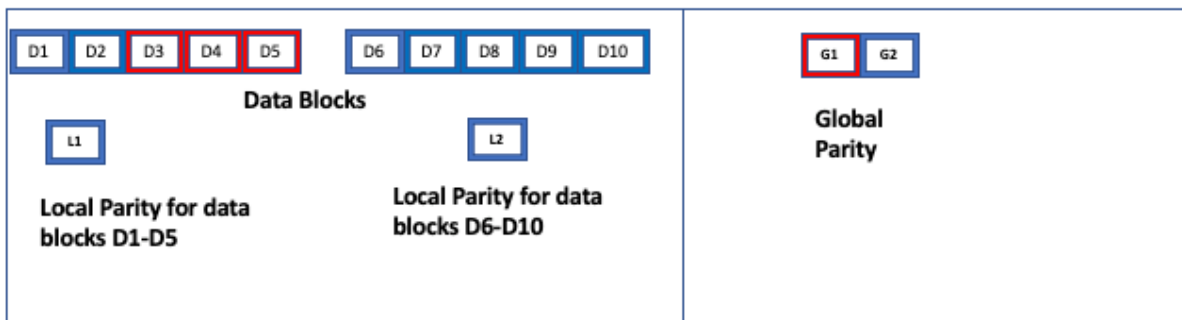 D1 D2 D3 D4 D5 D6 D7 D8 D9 D10
Data Blocks
L1
Local Parity for data
blocks D1-D5
L2
Local Parity for data
blocks D6-D10
G1 G2
Global
Parity